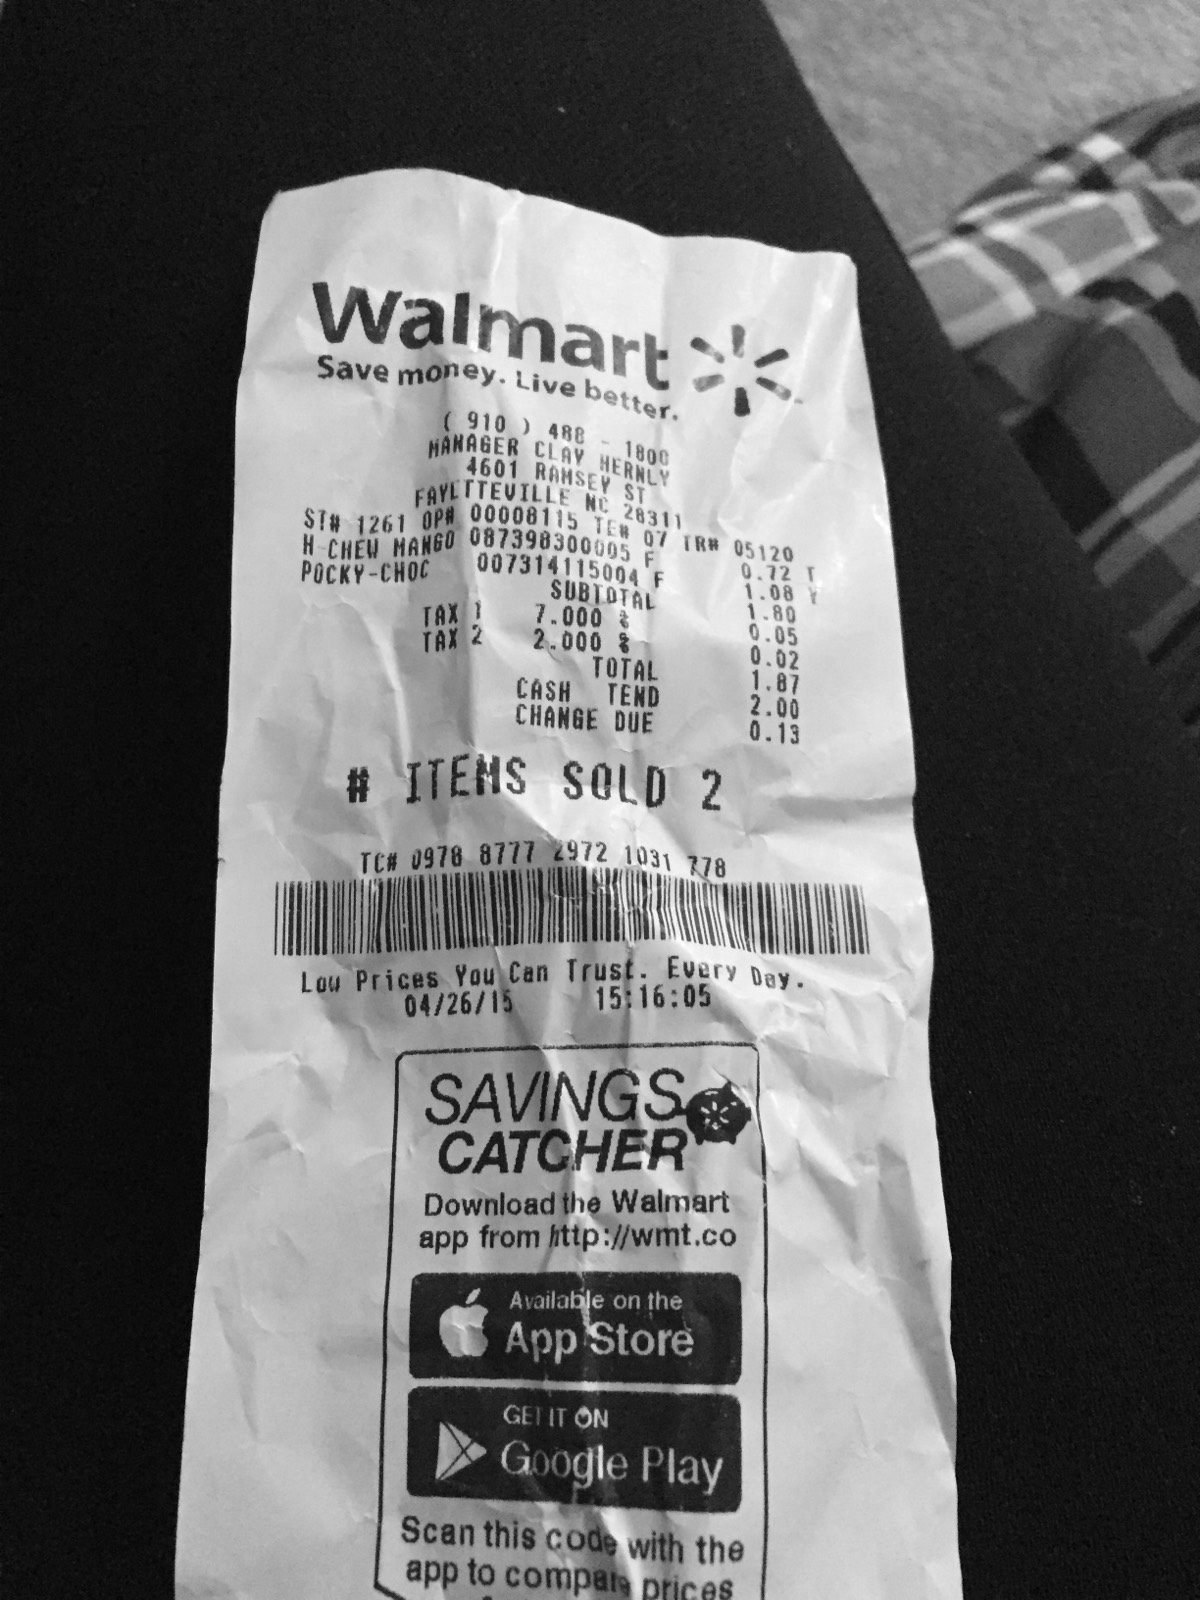 Walmart
Save money. Live better.
( 910 ) 488 - 1800
MANAGER CLAY HERNLY
4601 RAMSEY ST
FAYETTEVILLE NC 28311
ST# 1261 OP# 00008115 TE# 07 TR# 05120
H-CHEW MANGO 087398300005 F 0.72 T
POCKY-CHOC 007314115004 F 1.08 Y
SUBTOTAL 1.80
TAX 1 7.000 % 0.05
TAX 2 2.000 % 0.02
TOTAL 1.87
CASH TEND 2.00
CHANGE DUE 0.13
# ITEMS SOLD 2
TC# 0978 8777 2972 1031 778
Low Prices You Can Trust. Every Day.
04/26/15 15:16:05
SAVINGS
CATCHER
Download the Walmart
app from http://wmt.co
Available on the
App Store
GET IT ON
Google Play
Scan this code with the
app to compare prices